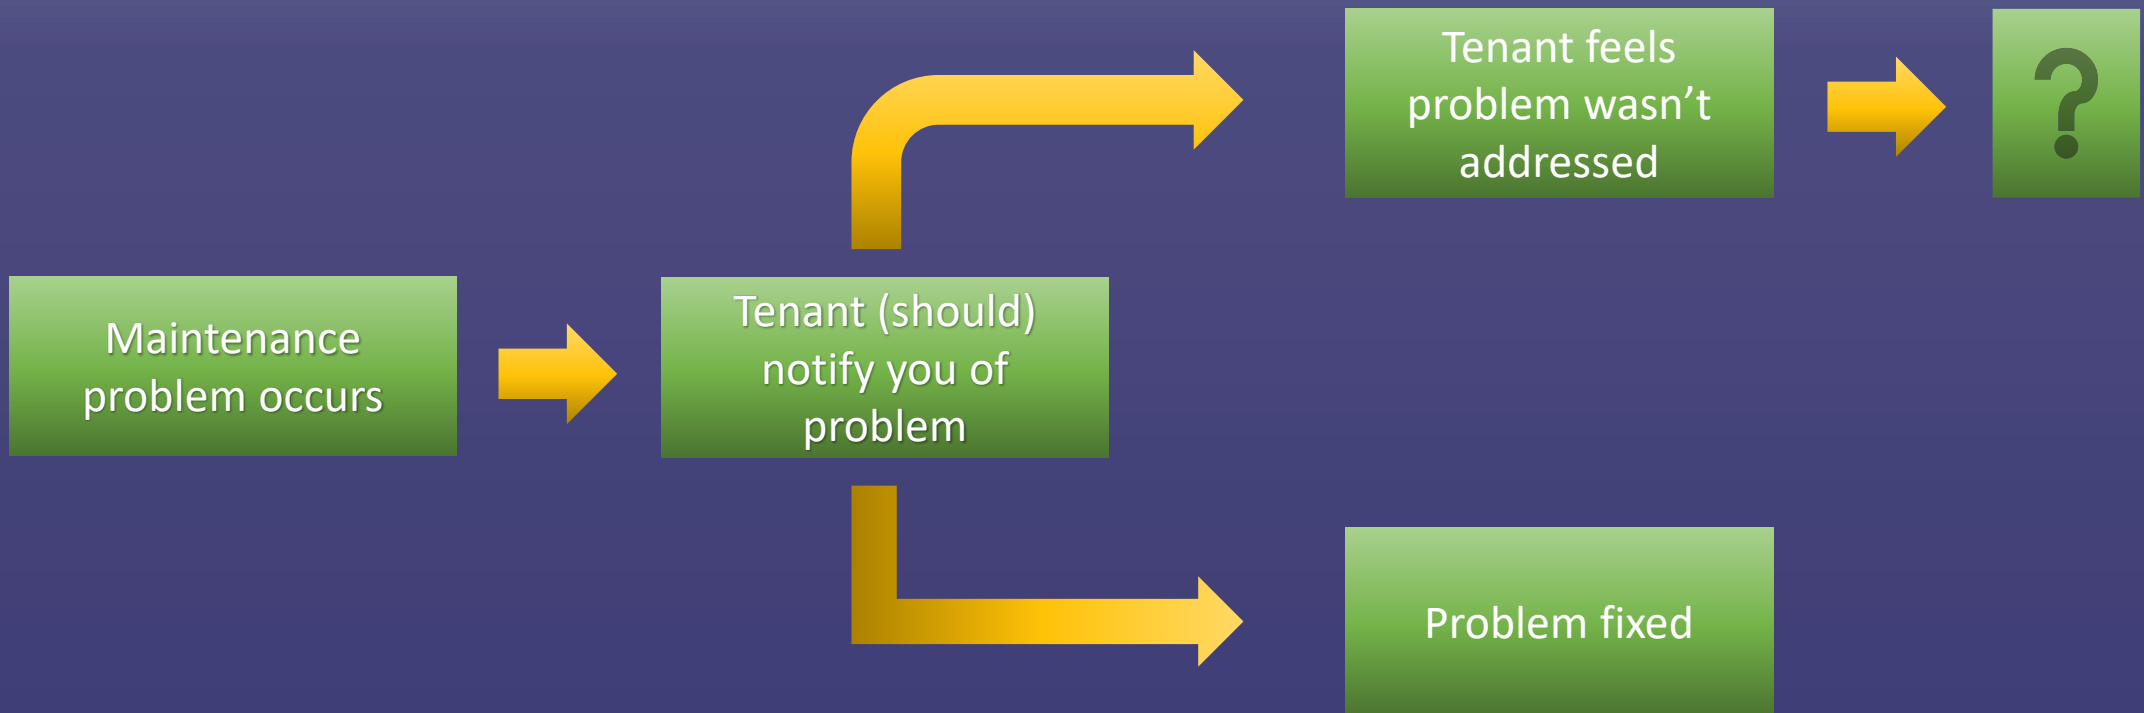 Maintenance
problem occurs
Tenant (should)
notify you of
problem
Tenant feels
problem wasn’t
addressed
?
Problem fixed